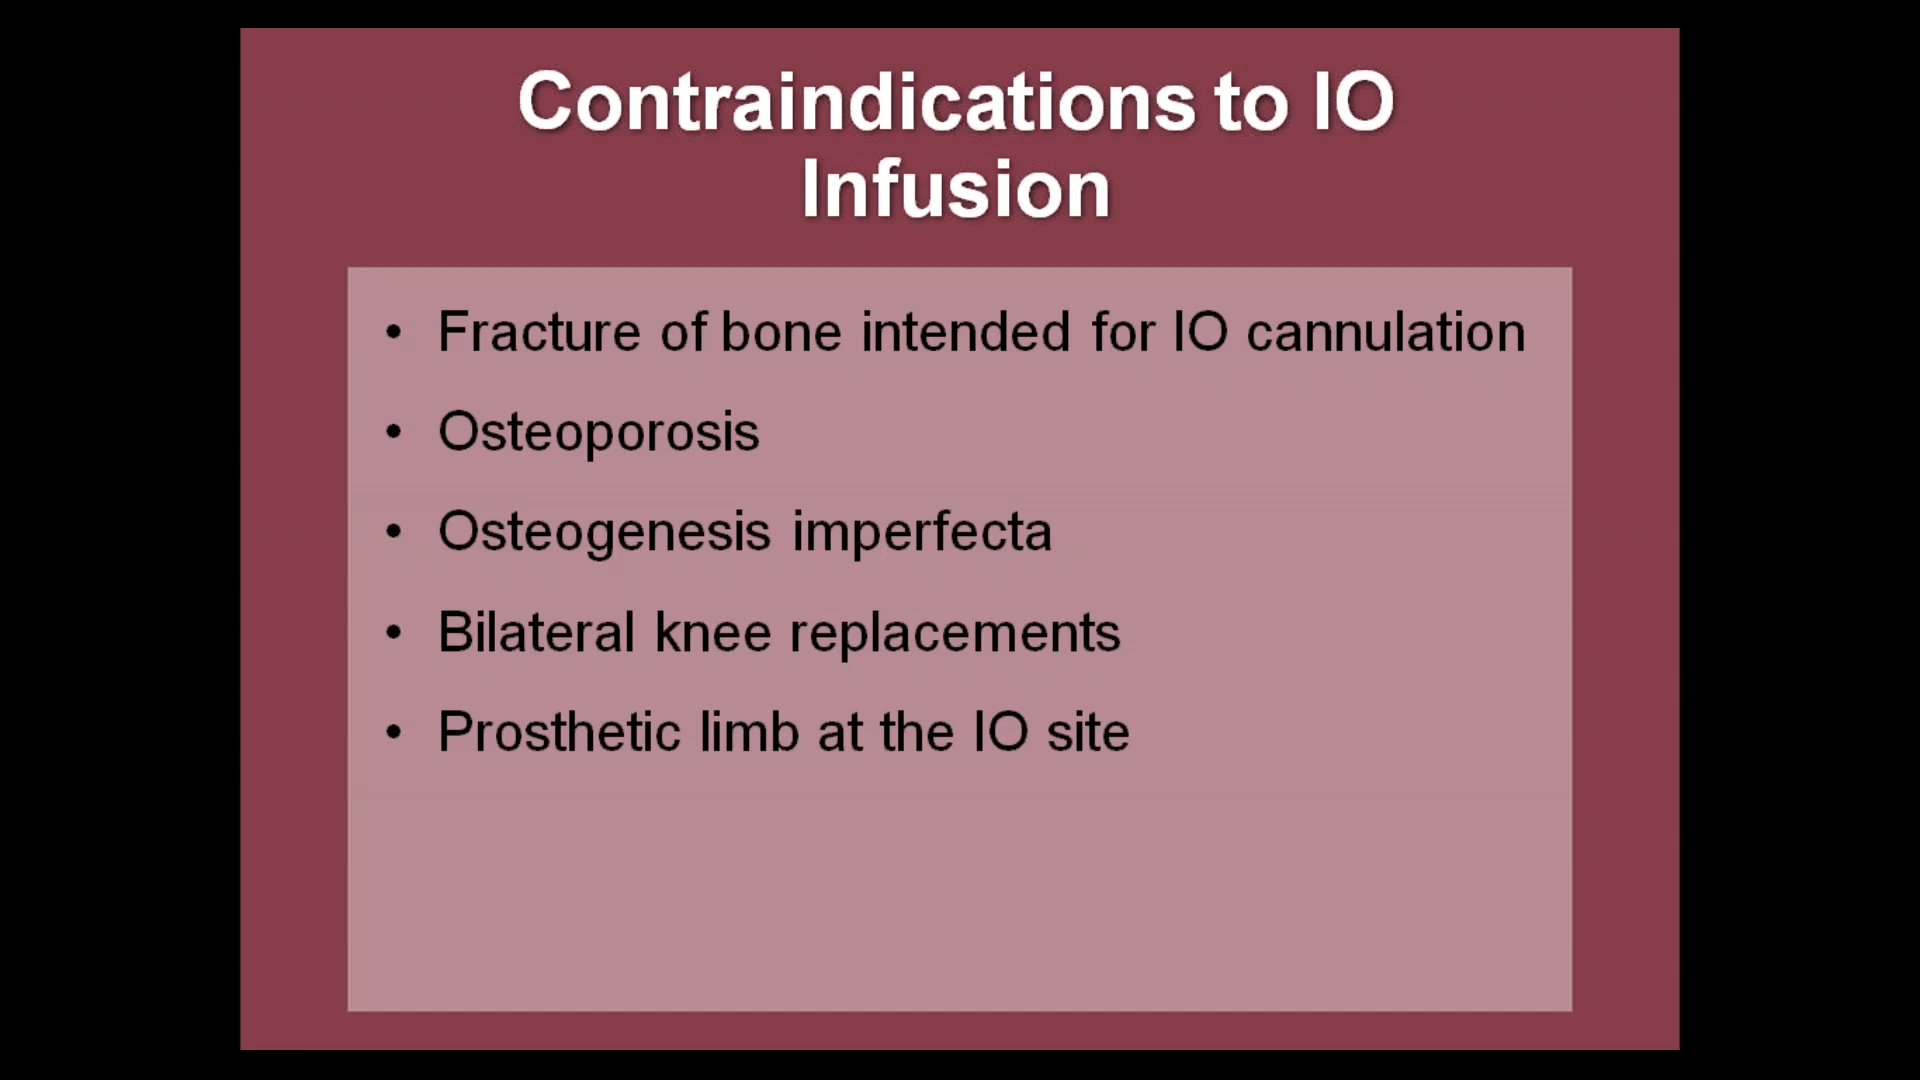 Contraindications to IO
Infusion
• Fracture of bone intended for IO cannulation
• Osteoporosis
• Osteogenesis imperfecta
• Bilateral knee replacements
• Prosthetic limb at the IO site